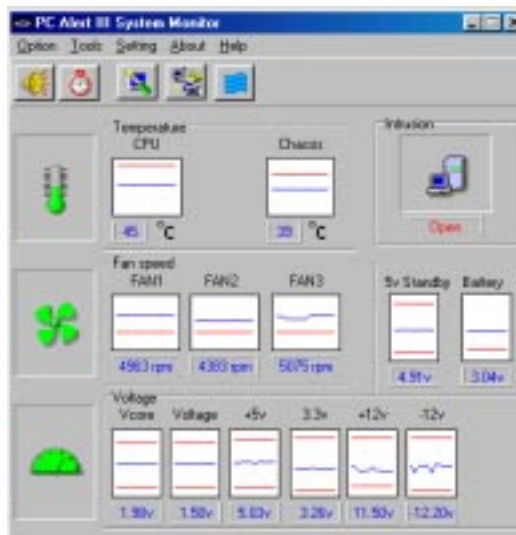 PC Alert III System Monitor
Option Tools Setting About Help
Temperature
CPU
Chassis
45 °C
39 °C
Intrusion
Open
Fan speed
FAN1 FAN2 FAN3
4963 rpm 4383 rpm 5075 rpm
5v Standby Battery
4.91v 3.04v
Voltage
Vcore Voltage +5v 3.3v +12v -12v
1.98v 1.50v 5.03v 3.26v 11.50v -12.20v